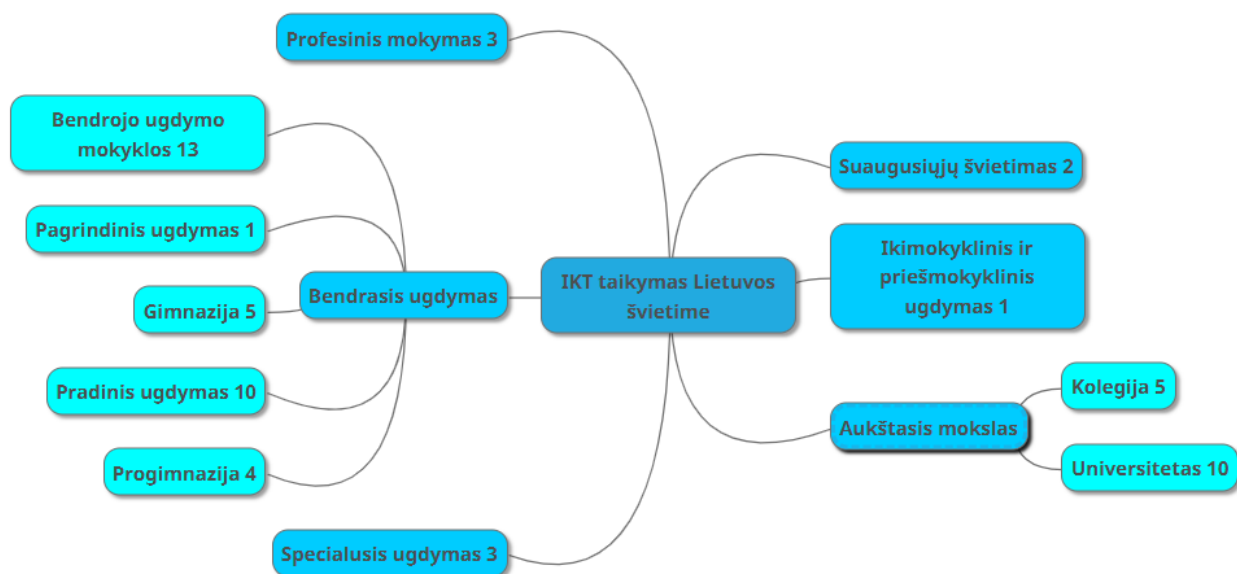 Profesinis mokymas 3
Bendrojo ugdymo
mokyklos 13
Pagrindinis ugdymas 1
Gimnazija 5
Pradinis ugdymas 10
Progimnazija 4
Bendrasis ugdymas
Specialusis ugdymas 3
IKT taikymas Lietuvos
švietime
Suaugusiųjų švietimas 2
Ikimokyklinis ir
priešmokyklinis
ugdymas 1
Aukštasis mokslas
Kolegija 5
Universitetas 10